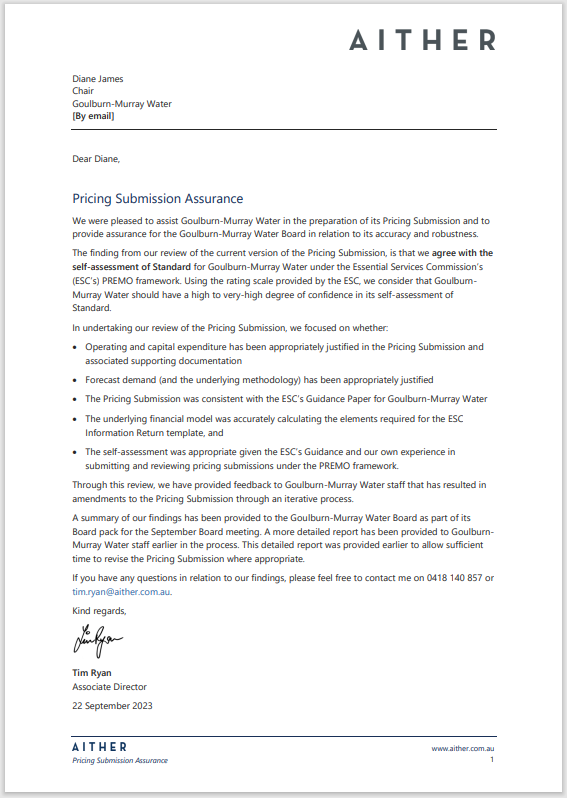 AITHER
Diane James
Chair
Goulburn-Murray Water
[By email]
Dear Diane,
Pricing Submission Assurance
We were pleased to assist Goulburn-Murray Water in the preparation of its Pricing Submission and to
provide assurance for the Goulburn-Murray Water Board in relation to its accuracy and robustness.
The finding from our review of the current version of the Pricing Submission, is that we agree with the
self-assessment of Standard for Goulburn-Murray Water under the Essential Services Commission's
(ESC's) PREMO framework. Using the rating scale provided by the ESC, we consider that Goulburn-
Murray Water should have a high to very-high degree of confidence in its self-assessment of
Standard.
In undertaking our review of the Pricing Submission, we focused on whether:
• Operating and capital expenditure has been appropriately justified in the Pricing Submission and
associated supporting documentation
• Forecast demand (and the underlying methodology) has been appropriately justified
• The Pricing Submission was consistent with the ESC's Guidance Paper for Goulburn-Murray Water
• The underlying financial model was accurately calculating the elements required for the ESC
Information Return template, and
• The self-assessment was appropriate given the ESC's Guidance and our own experience in
submitting and reviewing pricing submissions under the PREMO framework.
Through this review, we have provided feedback to Goulburn-Murray Water staff that has resulted in
amendments to the Pricing Submission through an iterative process.
A summary of our findings has been provided to the Goulburn-Murray Water Board as part of its
Board pack for the September Board meeting. A more detailed report has been provided to Goulburn-
Murray Water staff earlier in the process. This detailed report was provided earlier to allow sufficient
time to revise the Pricing Submission where appropriate.
If you have any questions in relation to our findings, please feel free to contact me on 0418 140 857 or
tim.ryan@aither.com.au.
Kind regards,
Tim Ryan
Tim Ryan
Associate Director
22 September 2023
AITHER
www.aither.com.au
Pricing Submission Assurance
1